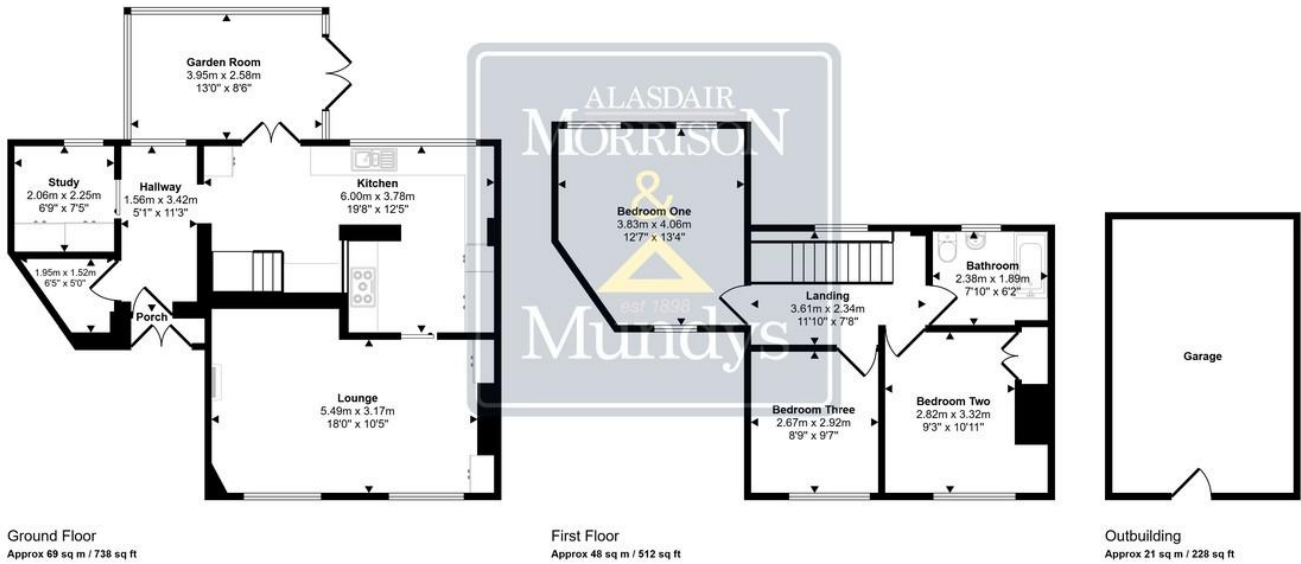 Garden Room
3.95m x 2.58m
13'0" x 8'6"
Study
2.06m x 2.25m
6'9" x 7'5"
Hallway
1.56m x 3.42m
5'1" x 11'3"
Kitchen
6.00m x 3.78m
19'8" x 12'5"
1.95m x 1.52m
6'5" x 5'0"
Porch
Lounge
5.49m x 3.17m
18'0" x 10'5"
Ground Floor
Approx 69 sq m / 738 sq ft
ALASDAIR
MORRISON
&
est 1898
Mundys
Bedroom One
3.83m x 4.06m
12'7" x 13'4"
Landing
3.61m x 2.34m
11'10" x 7'8"
Bathroom
2.38m x 1.89m
7'10" x 6'2"
Bedroom Three
2.67m x 2.92m
8'9" x 9'7"
Bedroom Two
2.82m x 3.32m
9'3" x 10'11"
First Floor
Approx 48 sq m / 512 sq ft
Garage
Outbuilding
Approx 21 sq m / 228 sq ft